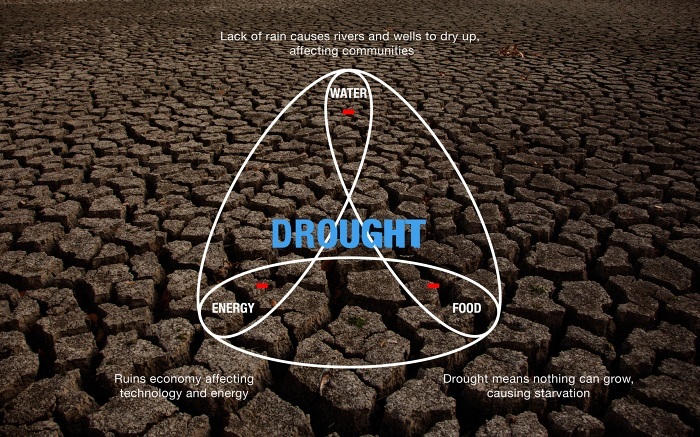 Lack of rain causes rivers and wells to dry up,
affecting communities
WATER
DROUGHT
ENERGY
FOOD
Ruins economy affecting
technology and energy
Drought means nothing can grow,
causing starvation